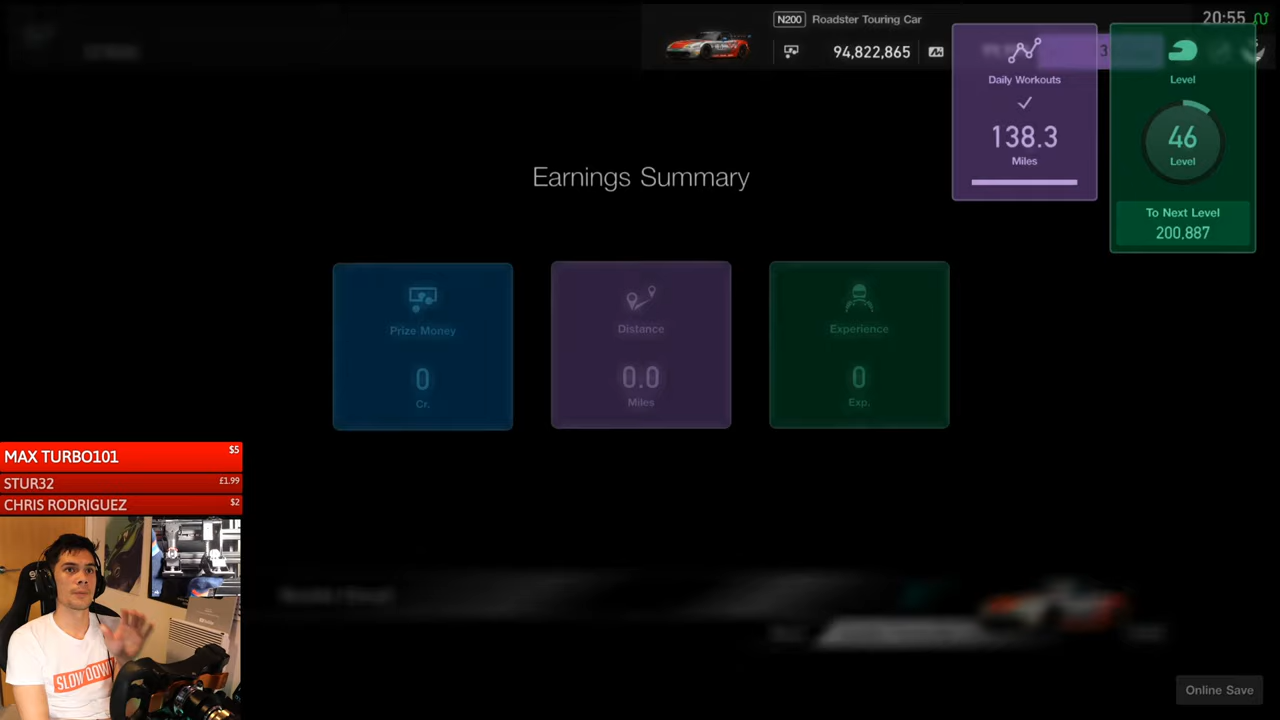 N200 Roadster Touring Car
20:55
94,822,865
Daily Workouts
138.3
Miles
Level
46
Level
To Next Level
200,887
Earnings Summary
Prize Money
0
Cr.
Distance
0.0
Miles
Experience
0
Exp.
MAX TURBO101 $5
STUR32 £1.99
CHRIS RODRIGUEZ $2
SLOW DOWN
Online Save